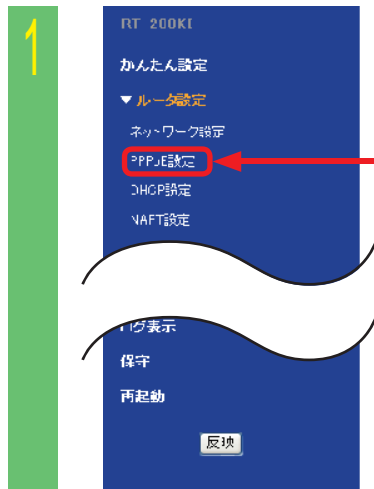 1
RT 200KI
かんたん設定
▼ルータ設定
ネットワーク設定
PPPoE設定
DHCP設定
NAPT設定
ログ表示
保守
再起動
反映